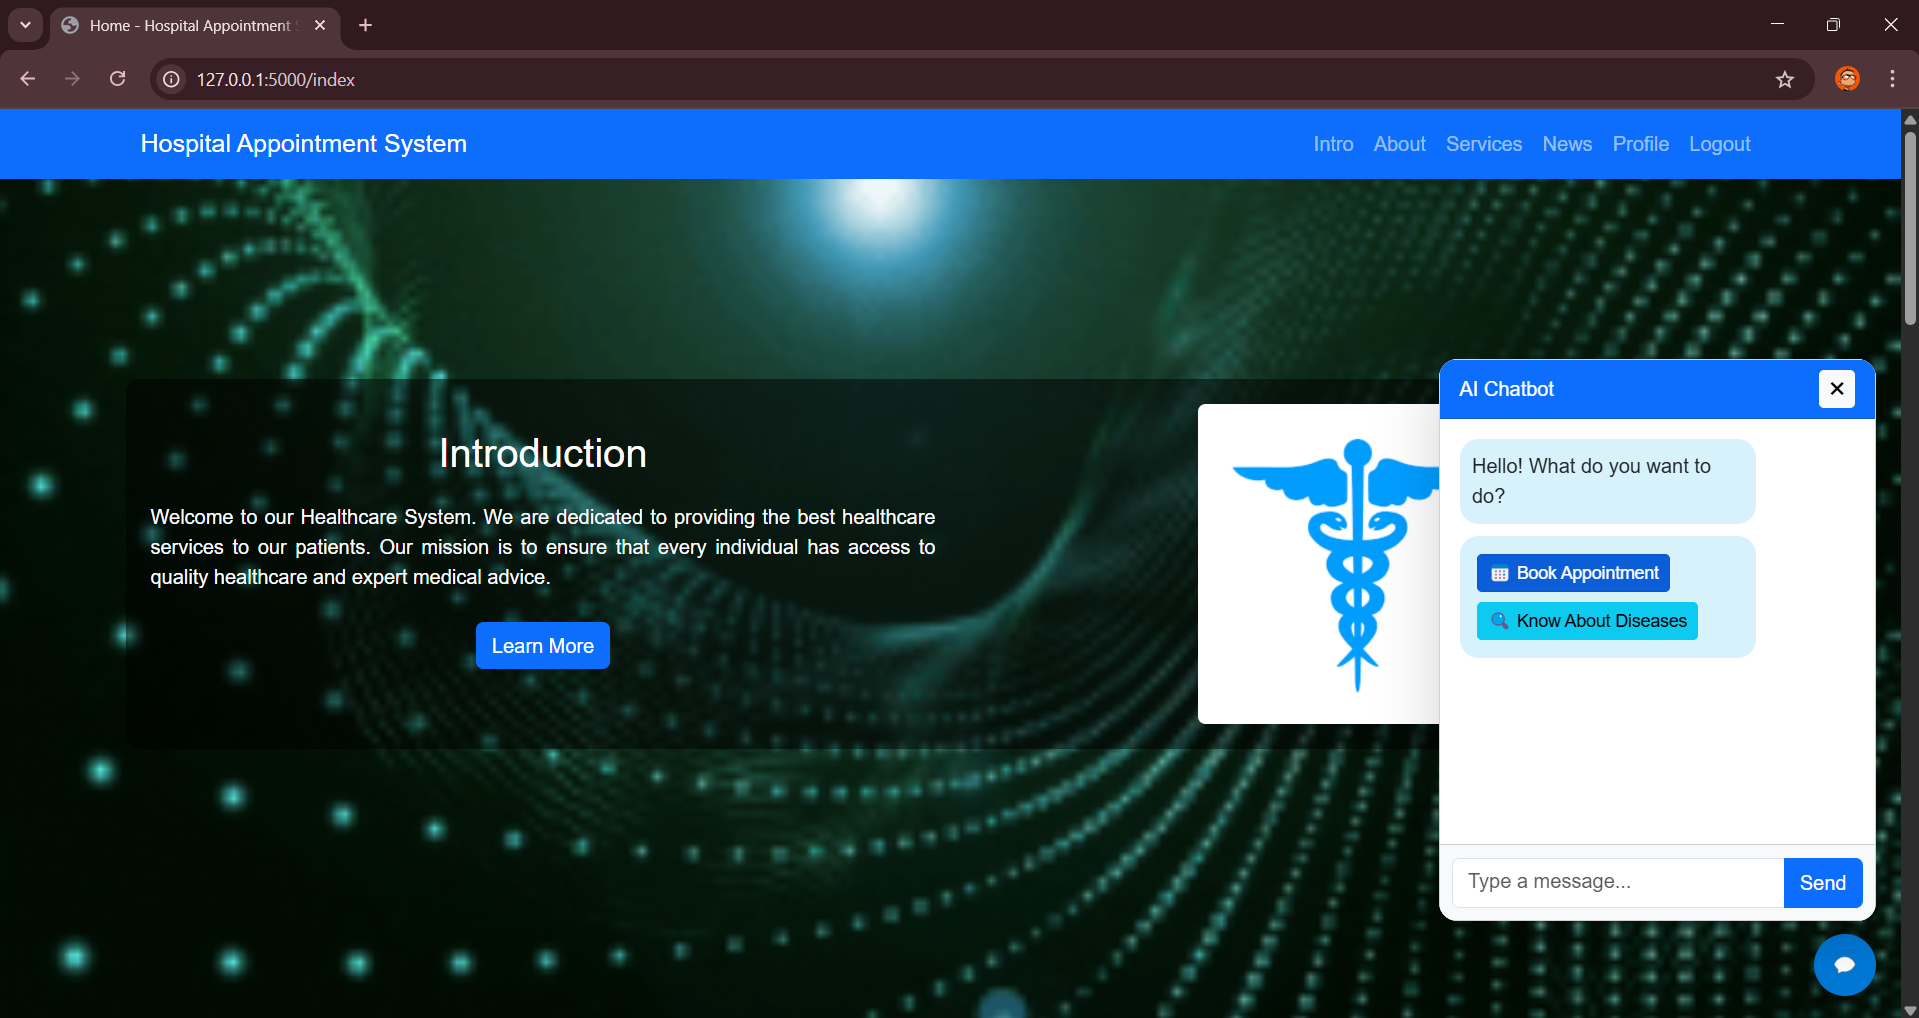 Home - Hospital Appointment
127.0.0.1:5000/index
Hospital Appointment System
Intro About Services News Profile Logout
Introduction
Welcome to our Healthcare System. We are dedicated to providing the best healthcare
services to our patients. Our mission is to ensure that every individual has access to
quality healthcare and expert medical advice.
Learn More
AI Chatbot
Hello! What do you want to
do?
Book Appointment
Know About Diseases
Type a message...
Send